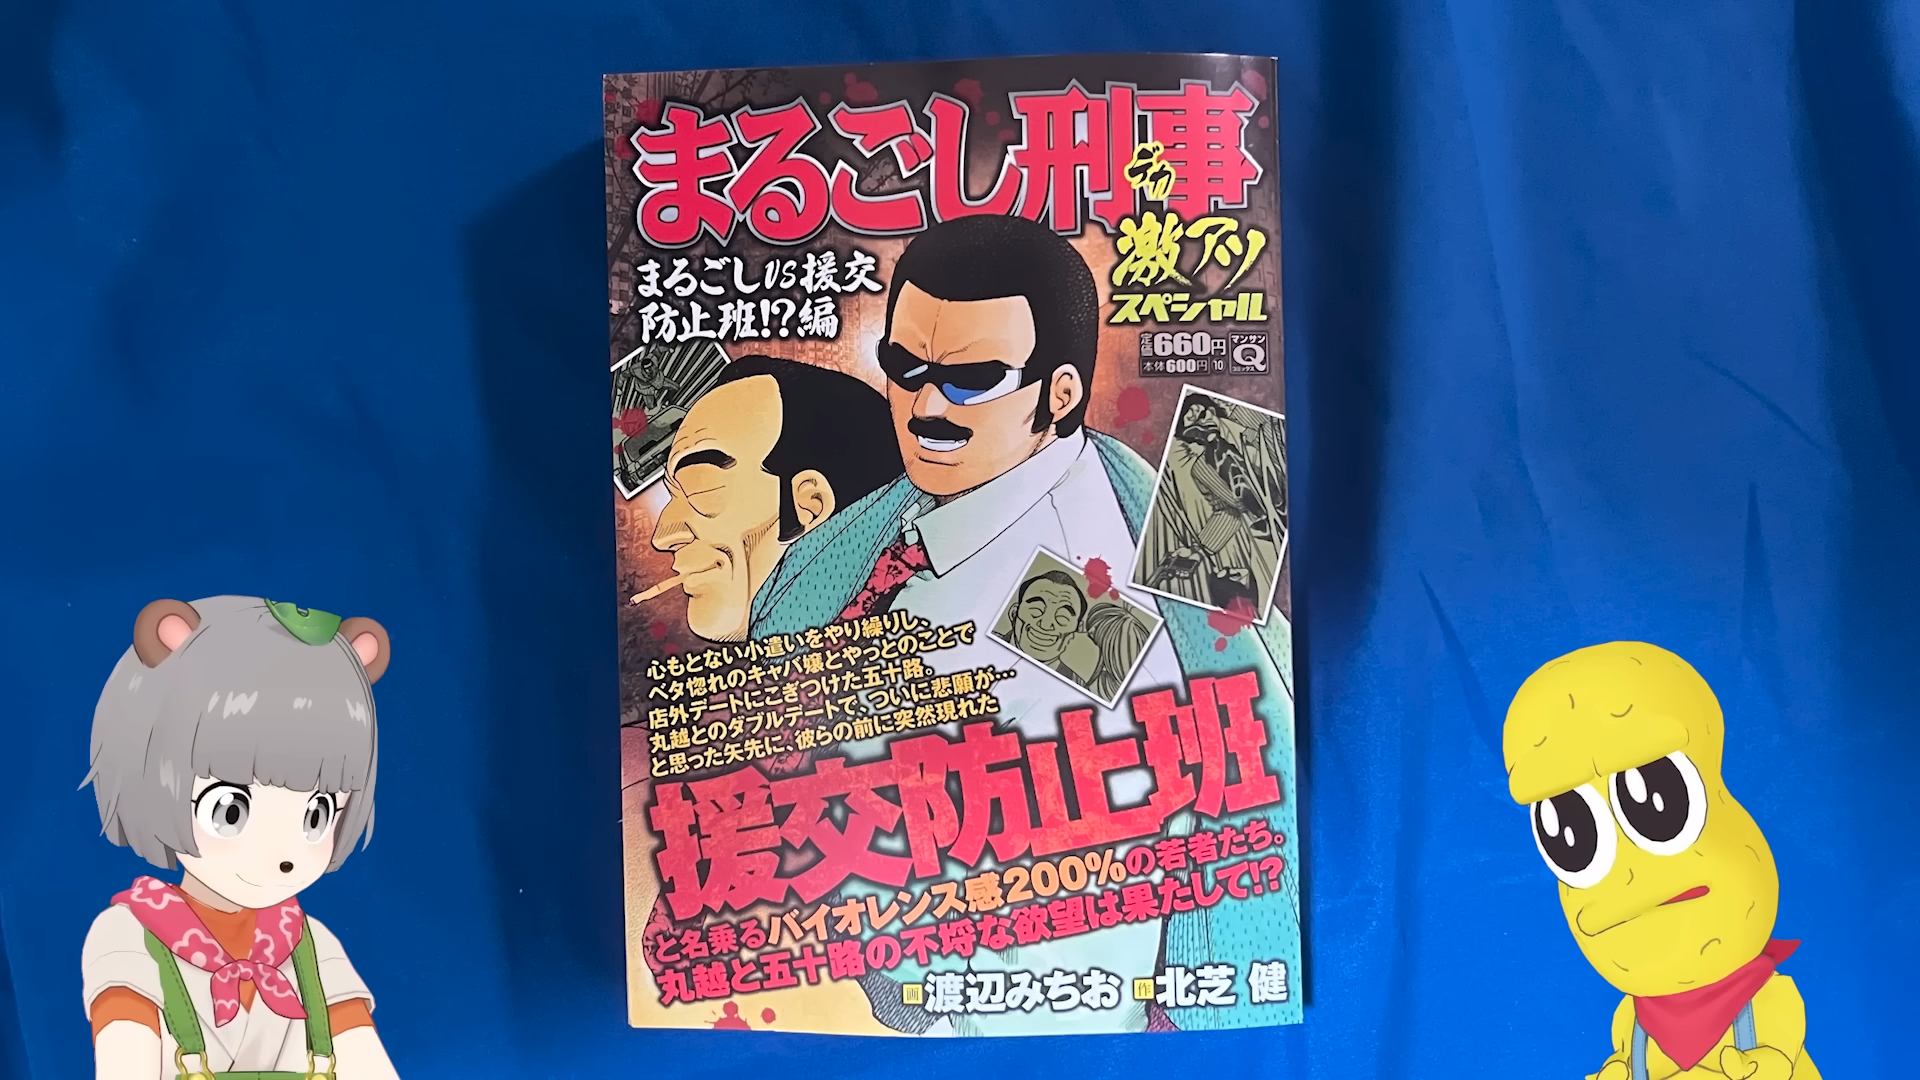 まるごし刑事
デカ
激アツ
スペシャル
まるごしVS援交
防止班!?編
定価660円
本体600円
10
マンサン
Q
コミックス
心もとない小遣いをやり繰りし、
ベタ惚れのキャバ嬢とやっとのことで
店外デートにこぎつけた五十路。
丸越とのダブルデートで、ついに悲願が…
と思った矢先に、彼らの前に突然現れた
援交防止班
と名乗るバイオレンス感200%の若者たち。
丸越と五十路の不埒な欲望は果たして!?
画 渡辺みちお 作 北芝 健